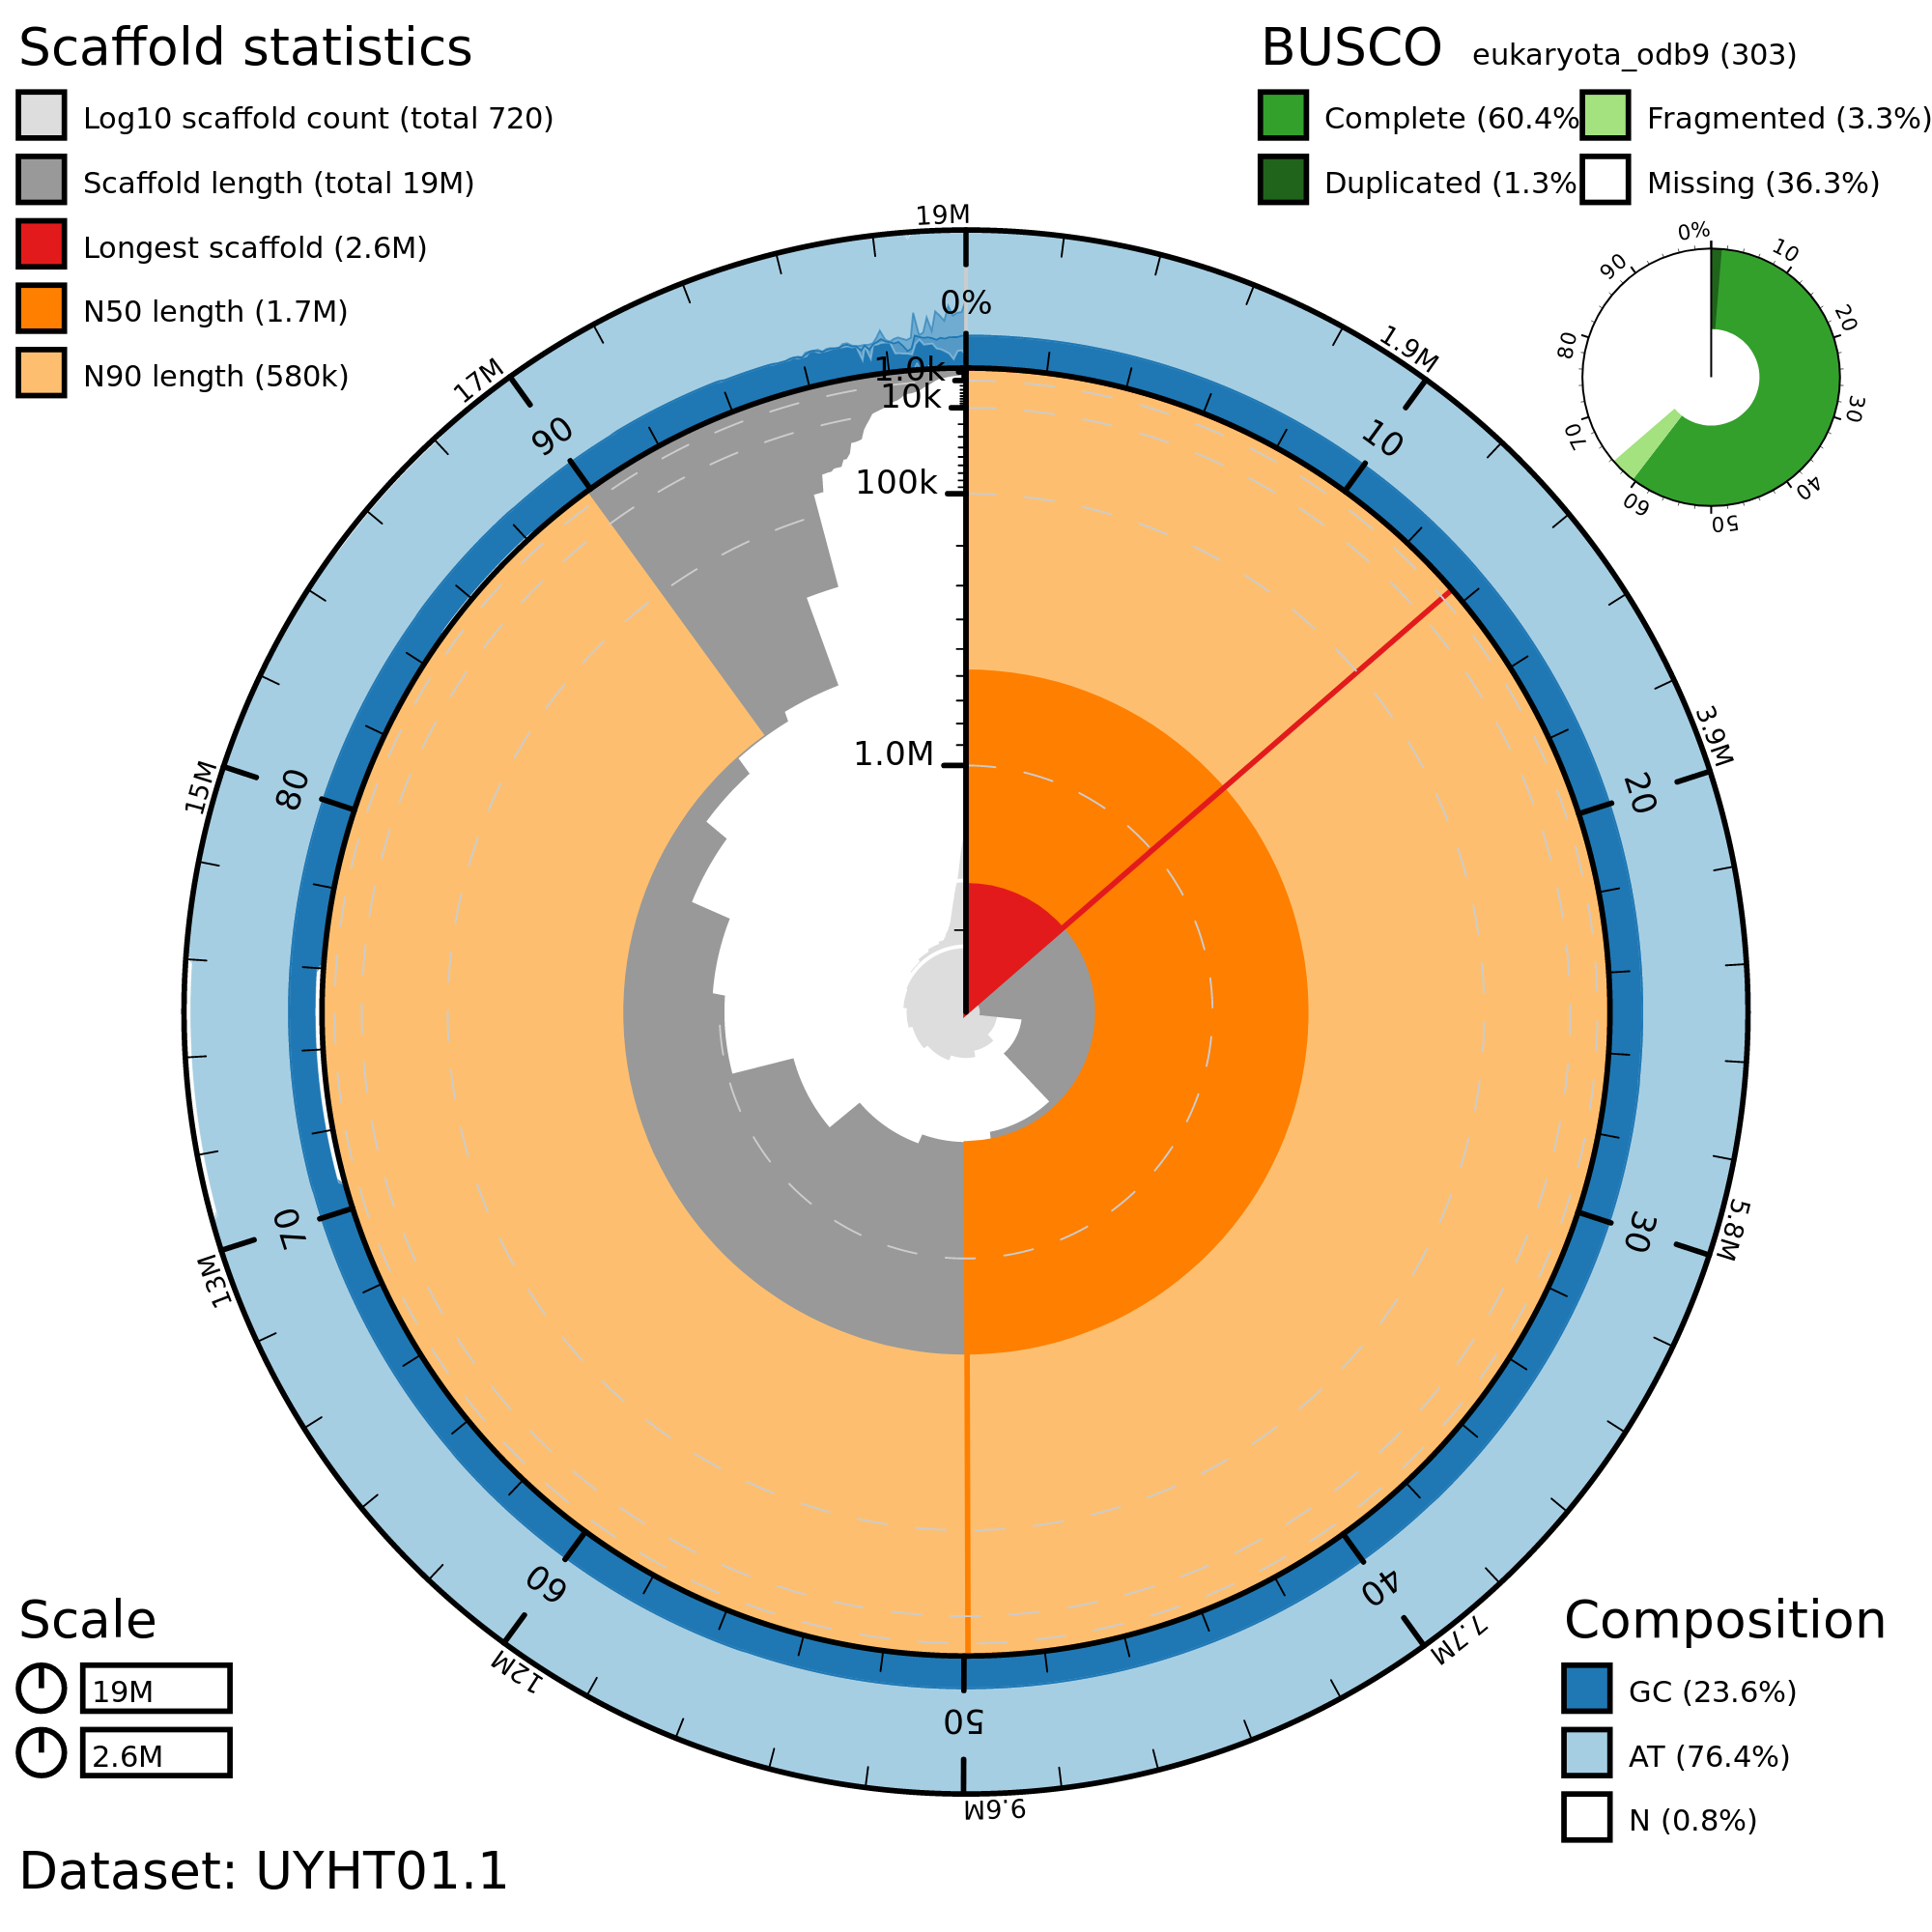 Scaffold statistics
Log10 scaffold count (total 720)
Scaffold length (total 19M)
Longest scaffold (2.6M)
N50 length (1.7M)
N90 length (580k)
BUSCO eukaryota_odb9 (303)
Complete (60.4% Fragmented (3.3%)
Duplicated (1.3% Missing (36.3%)
0%
10
20
30
40
50
60
70
80
90
19M
1.9M
3.9M
5.8M
7.7M
9.6M
12M
13M
15M
17M
0%
10
20
30
40
50
60
70
80
90
1.0k
10k
100k
1.0M
Scale
19M
2.6M
Composition
GC (23.6%)
AT (76.4%)
N (0.8%)
Dataset: UYHT01.1